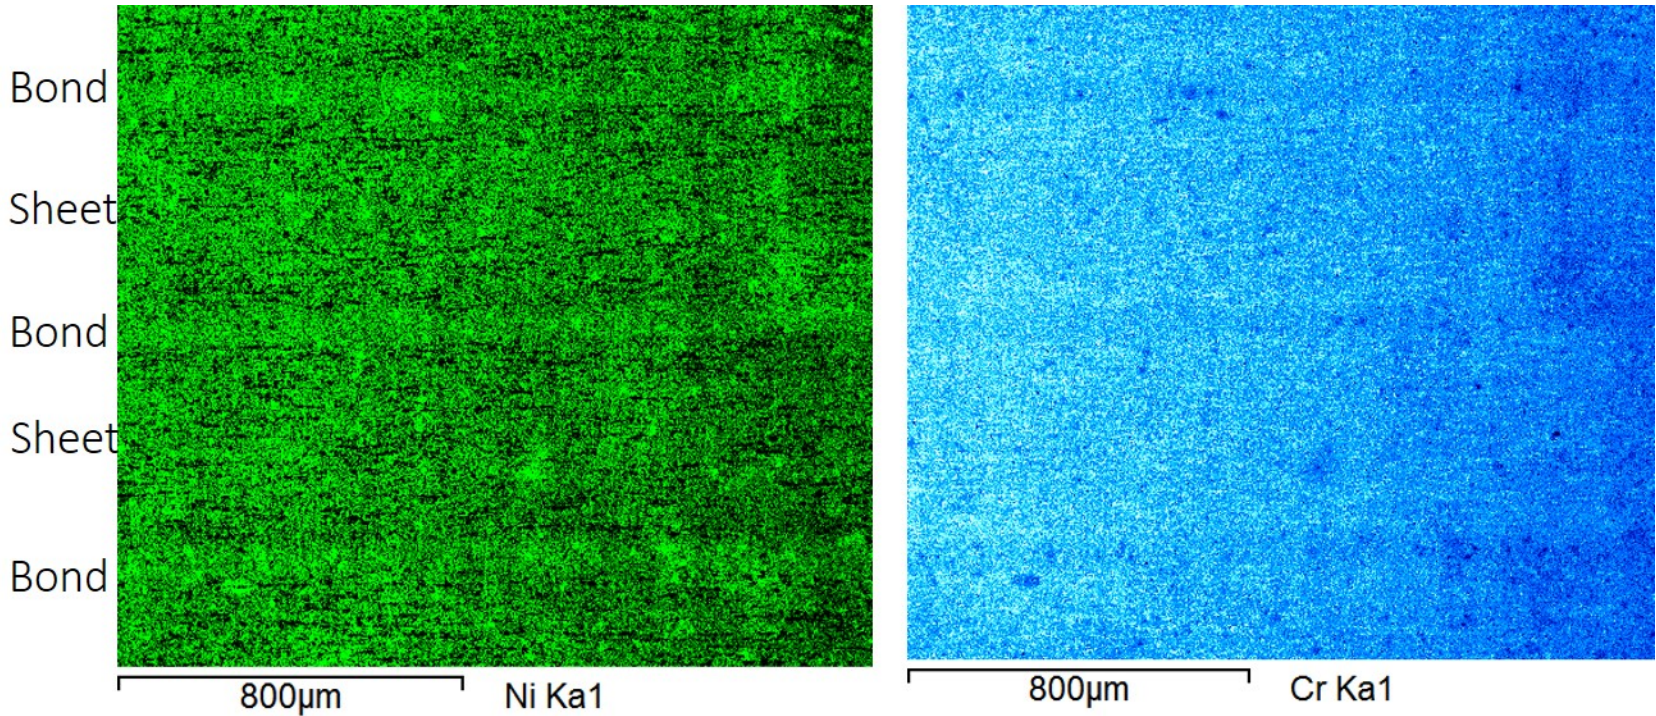 Bond
Sheet
Bond
Sheet
Bond
800µm Ni Ka1
800µm Cr Ka1